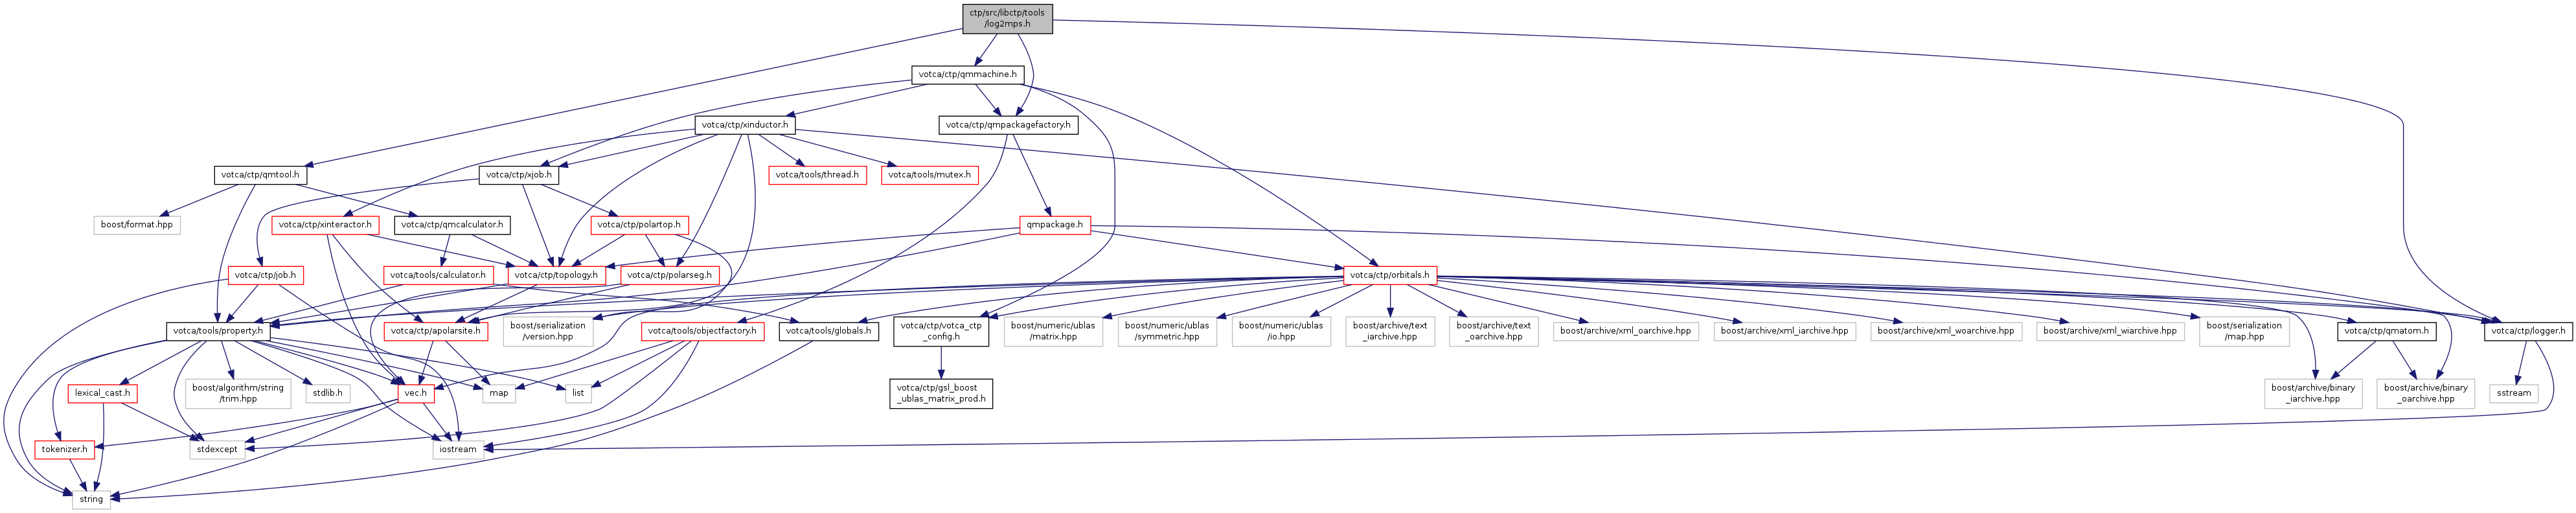 ctp/src/libctp/tools
/log2mps.h
votca/ctp/qmmachine.h
votca/ctp/xinductor.h
votca/ctp/qmpackagefactory.h
votca/ctp/qmtool.h
votca/ctp/xjob.h
votca/tools/thread.h
votca/tools/mutex.h
boost/format.hpp
votca/ctp/xinteractor.h
votca/ctp/qmcalculator.h
votca/ctp/polartop.h
qmpackage.h
votca/ctp/job.h
votca/tools/calculator.h
votca/ctp/topology.h
votca/ctp/polarseg.h
votca/ctp/orbitals.h
votca/tools/property.h
votca/ctp/apolarsite.h
boost/serialization
/version.hpp
votca/tools/objectfactory.h
votca/tools/globals.h
votca/ctp/votca_ctp
_config.h
boost/numeric/ublas
/matrix.hpp
boost/numeric/ublas
/symmetric.hpp
boost/numeric/ublas
/io.hpp
boost/archive/text
_iarchive.hpp
boost/archive/text
_oarchive.hpp
boost/archive/xml_oarchive.hpp
boost/archive/xml_iarchive.hpp
boost/archive/xml_woarchive.hpp
boost/archive/xml_wiarchive.hpp
boost/serialization
/map.hpp
votca/ctp/qmatom.h
votca/ctp/logger.h
lexical_cast.h
boost/algorithm/string
/trim.hpp
stdlib.h
vec.h
map
list
votca/ctp/gsl_boost
_ublas_matrix_prod.h
boost/archive/binary
_iarchive.hpp
boost/archive/binary
_oarchive.hpp
sstream
tokenizer.h
stdexcept
iostream
string